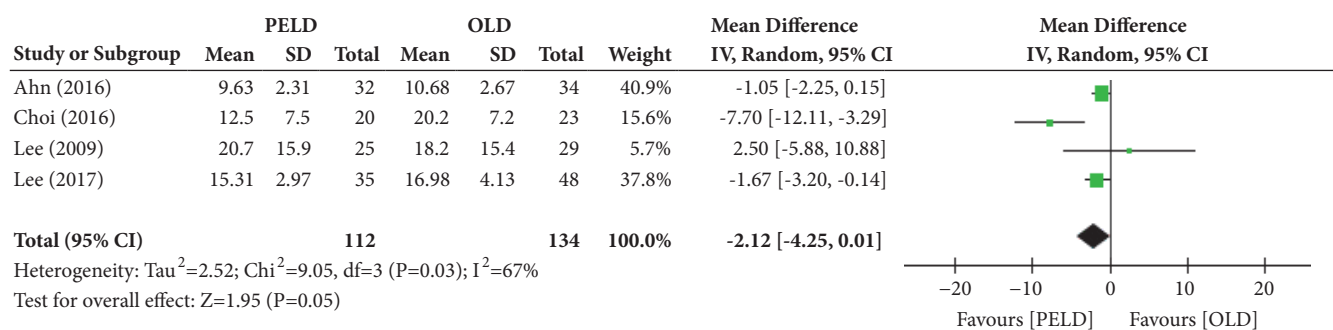 PELD OLD Mean Difference Mean Difference
Study or Subgroup Mean SD Total Mean SD Total Weight IV, Random, 95% CI IV, Random, 95% CI
Ahn (2016) 9.63 2.31 32 10.68 2.67 34 40.9% -1.05 [-2.25, 0.15]
Choi (2016) 12.5 7.5 20 20.2 7.2 23 15.6% -7.70 [-12.11, -3.29]
Lee (2009) 20.7 15.9 25 18.2 15.4 29 5.7% 2.50 [-5.88, 10.88]
Lee (2017) 15.31 2.97 35 16.98 4.13 48 37.8% -1.67 [-3.20, -0.14]
Total (95% CI) 112 134 100.0% -2.12 [-4.25, 0.01]
Heterogeneity: Tau²=2.52; Chi²=9.05, df=3 (P=0.03); I²=67%
Test for overall effect: Z=1.95 (P=0.05)
−20 −10 0 10 20
Favours [PELD] Favours [OLD]